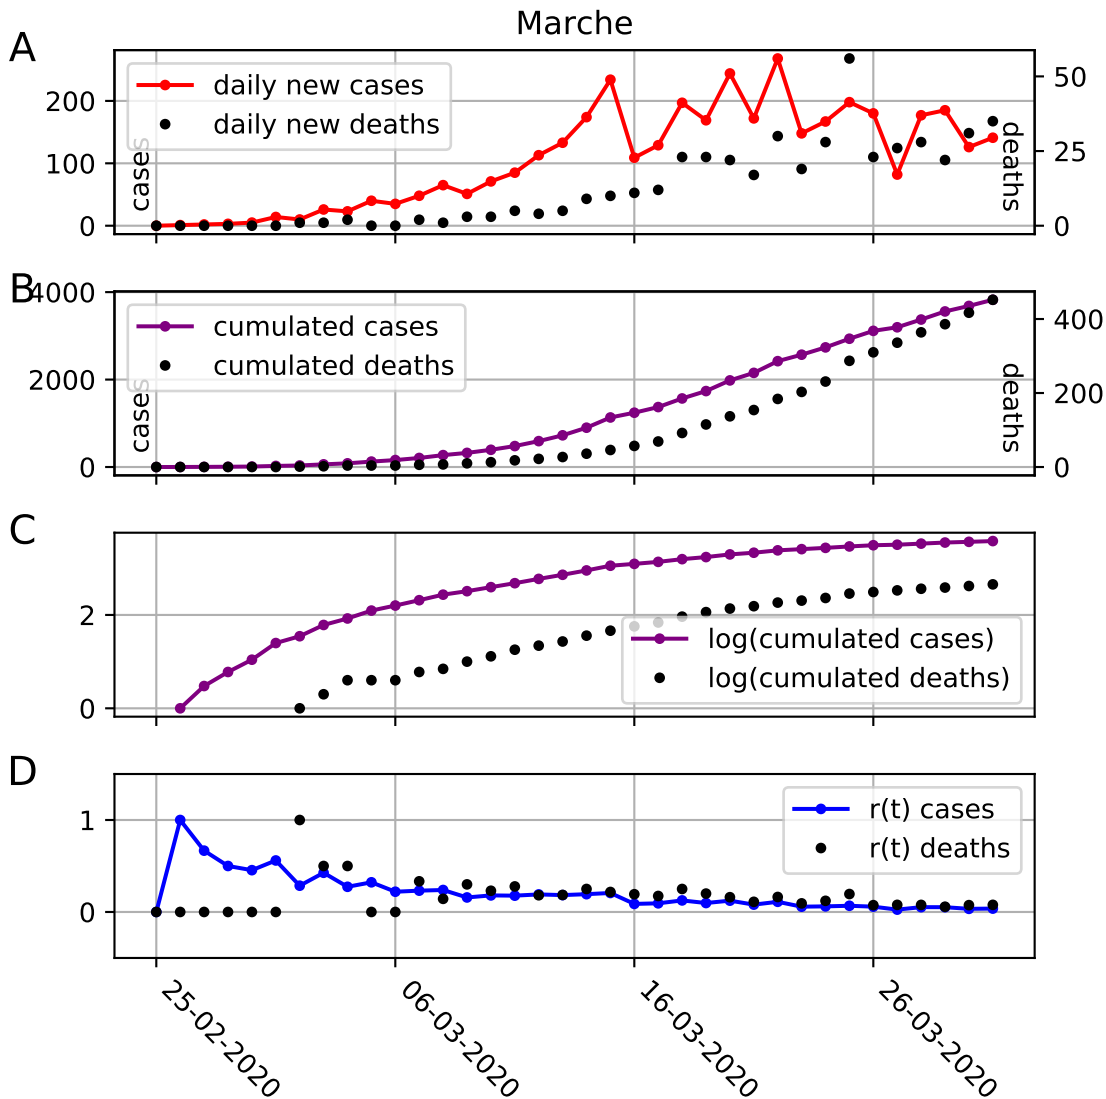 Marche
A
daily new cases
daily new deaths
200
100
0
cases
50
25
0
deaths
B
cumulated cases
cumulated deaths
4000
2000
0
cases
400
200
0
deaths
C
2
0
log(cumulated cases)
log(cumulated deaths)
D
1
0
r(t) cases
r(t) deaths
25-02-2020
06-03-2020
16-03-2020
26-03-2020